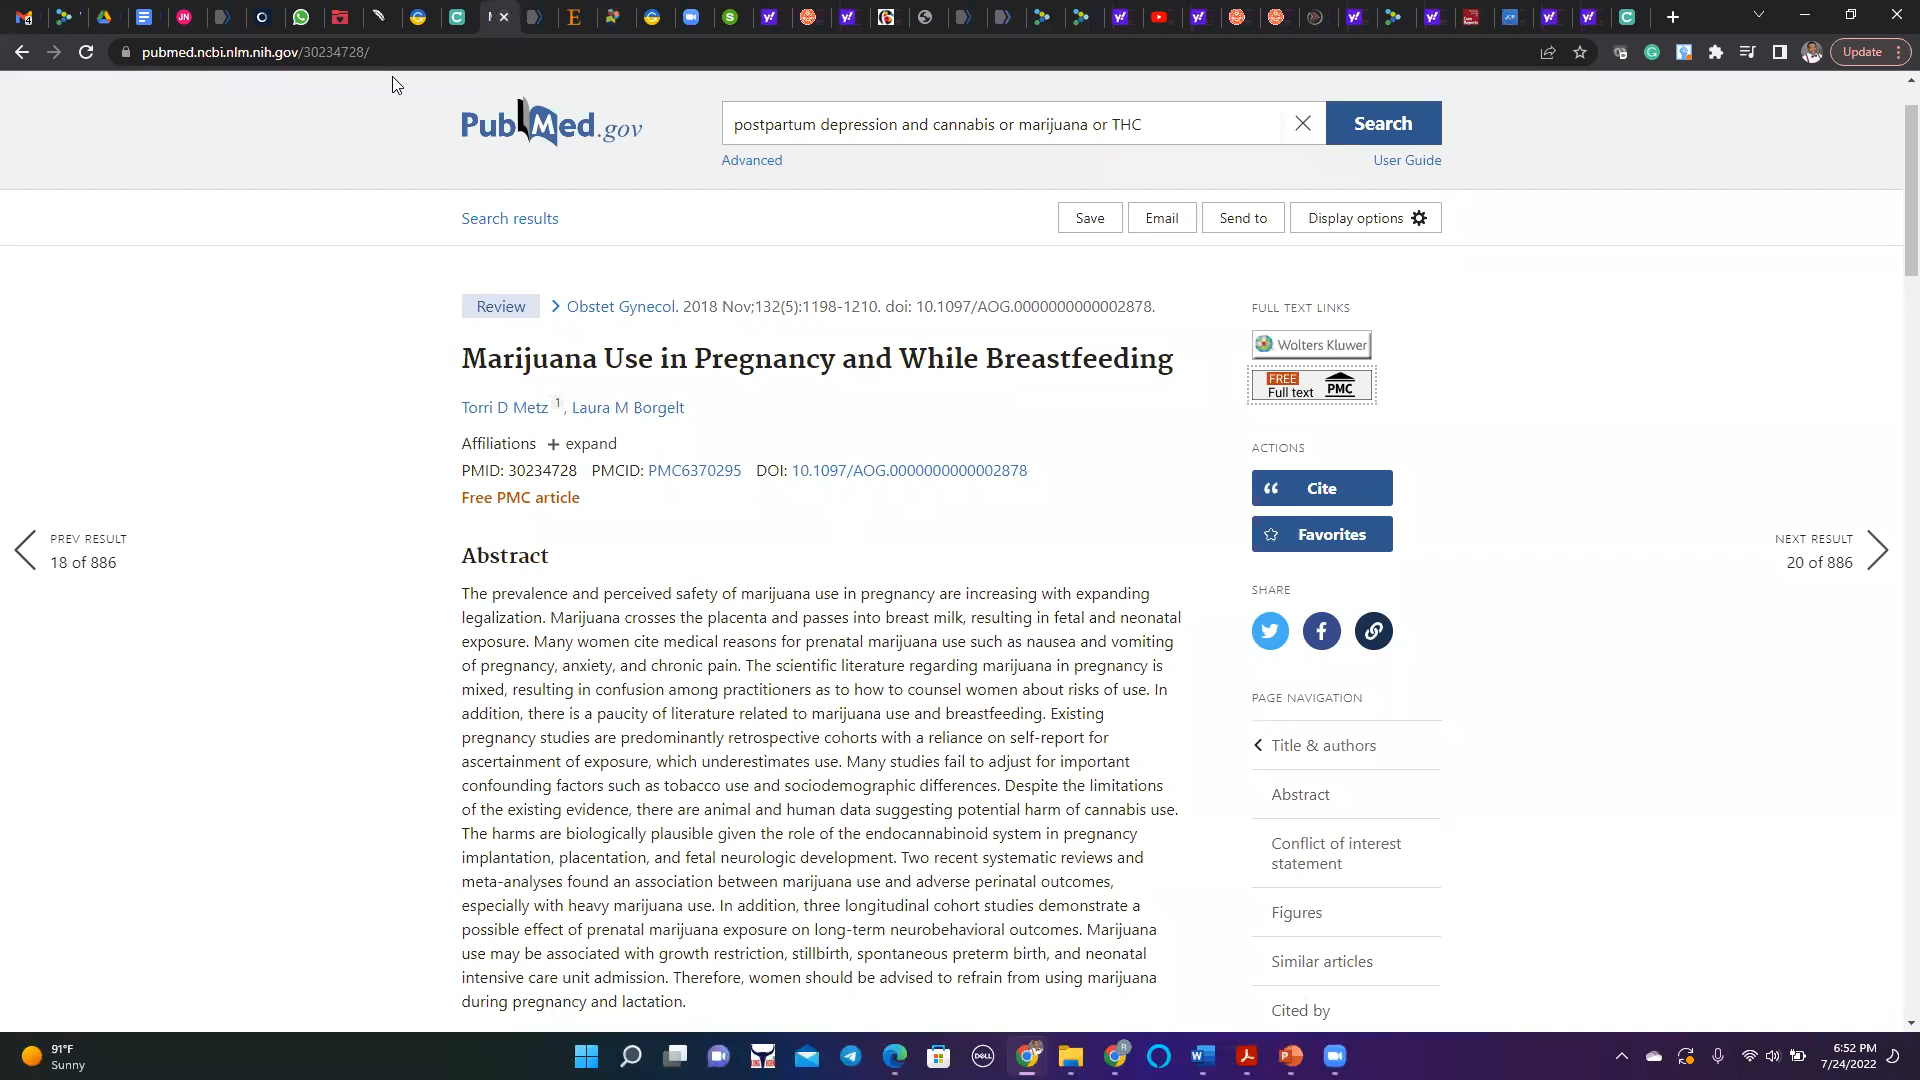 pubmed.ncbi.nlm.nih.gov/30234728/
Update
PubMed.gov
postpartum depression and cannabis or marijuana or THC
Search
Advanced
User Guide
Search results
Save
Email
Send to
Display options
Review
Obstet Gynecol. 2018 Nov;132(5):1198-1210. doi: 10.1097/AOG.0000000000002878.
Marijuana Use in Pregnancy and While Breastfeeding
Torri D Metz 1, Laura M Borgelt
Affiliations + expand
PMID: 30234728 PMCID: PMC6370295 DOI: 10.1097/AOG.0000000000002878
Free PMC article
Abstract
The prevalence and perceived safety of marijuana use in pregnancy are increasing with expanding
legalization. Marijuana crosses the placenta and passes into breast milk, resulting in fetal and neonatal
exposure. Many women cite medical reasons for prenatal marijuana use such as nausea and vomiting
of pregnancy, anxiety, and chronic pain. The scientific literature regarding marijuana in pregnancy is
mixed, resulting in confusion among practitioners as to how to counsel women about risks of use. In
addition, there is a paucity of literature related to marijuana use and breastfeeding. Existing
pregnancy studies are predominantly retrospective cohorts with a reliance on self-report for
ascertainment of exposure, which underestimates use. Many studies fail to adjust for important
confounding factors such as tobacco use and sociodemographic differences. Despite the limitations
of the existing evidence, there are animal and human data suggesting potential harm of cannabis use.
The harms are biologically plausible given the role of the endocannabinoid system in pregnancy
implantation, placentation, and fetal neurologic development. Two recent systematic reviews and
meta-analyses found an association between marijuana use and adverse perinatal outcomes,
especially with heavy marijuana use. In addition, three longitudinal cohort studies demonstrate a
possible effect of prenatal marijuana exposure on long-term neurobehavioral outcomes. Marijuana
use may be associated with growth restriction, stillbirth, spontaneous preterm birth, and neonatal
intensive care unit admission. Therefore, women should be advised to refrain from using marijuana
during pregnancy and lactation.
PREV RESULT
18 of 886
NEXT RESULT
20 of 886
FULL TEXT LINKS
Wolters Kluwer
FREE
Full text
PMC
ACTIONS
Cite
Favorites
SHARE
PAGE NAVIGATION
Title & authors
Abstract
Conflict of interest
statement
Figures
Similar articles
Cited by
91°F
Sunny
DELL
6:52 PM
7/24/2022